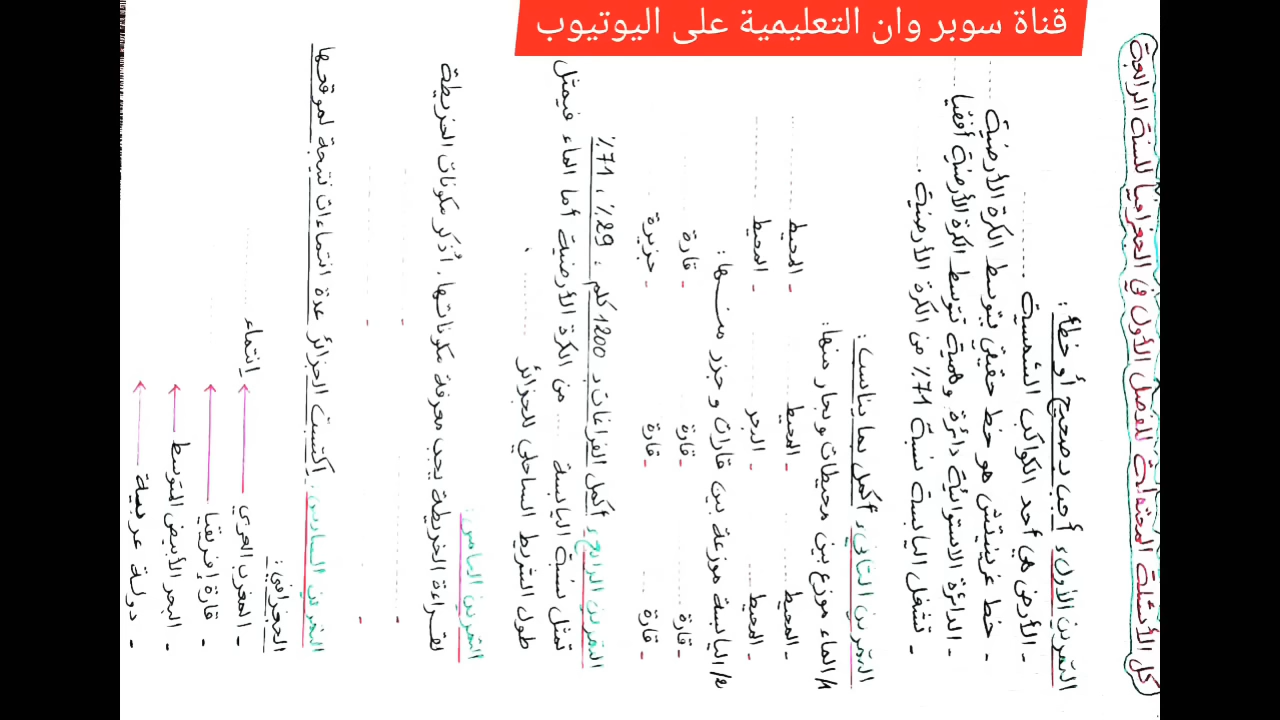 قناة سوبر وان التعليمية على اليوتيوب
كل الأسئلة المحتملة للفصل الأول في الجغرافيا للسنة الرابعة
التمرين الأول: أجب بصحيح أو خطأ:
- الأرض هي أحد الكواكب الشمسية ........
- خط غرينيتش هو خط حقيقي يتوسط الكرة الأرضية .....
- الدائرة الاستوائية دائرة وهمية تتوسط الكرة الأرضية أفقيا .....
- تشغل اليابسة نسبة 71٪ من الكرة الأرضية .....
التمرين الثاني: أكمل بما يناسب:
1/ الماء موزع بين محيطات وبحار منها:
- المحيط ........ - المحيط ........ - المحيط ........
- المحيط ........ - البحر ........ - المحيط ........
2/ اليابسة موزعة بين قارات وجزر منها:
- قارة ........ - قارة ........ - قارة ........
- قارة ........ - قارة ........ - جزيرة ........
التمرين الرابع: أكمل الفراغات بـ 1200 كلم، 29٪، 71٪
تمثل نسبة اليابسة ..... من الكرة الأرضية أما الماء فيمثل
........ طول الشريط الساحلي للجزائر ........
التمرين الخامس:
لقراءة الخريطة يجب معرفة مكوناتها. أذكر مكونات الخريطة
- ........ - ........
- ........ - ........
التمرين السادس: إكتسبت الجزائر عدة انتماءات نتيجة لموقعها
الجغرافي:
- المغرب العربي ← إنتماء ........
- قارة إفريقيا ← ........
- البحر الأبيض المتوسط ←
- دولة عربية ←